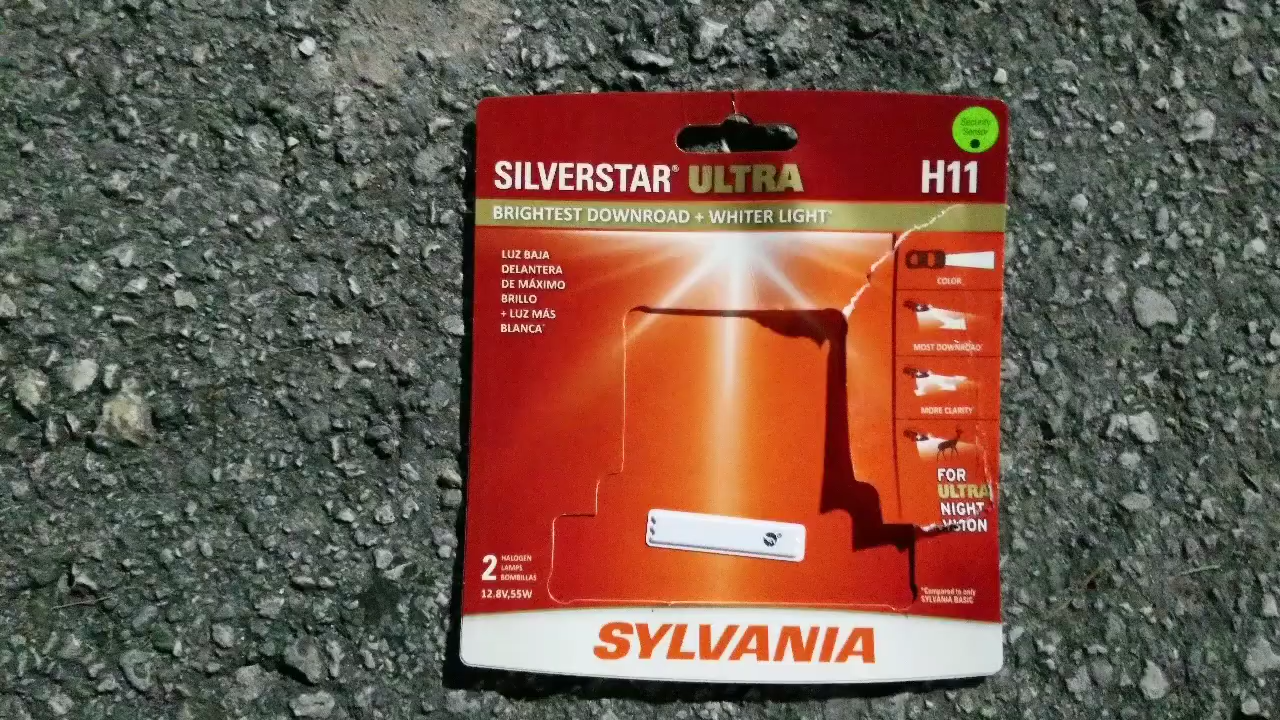 Security
Sensor
SILVERSTAR® ULTRA
H11
BRIGHTEST DOWNROAD + WHITER LIGHT*
LUZ BAJA
DELANTERA
DE MÁXIMO
BRILLO
+ LUZ MÁS
BLANCA*
COLOR
MOST DOWNROAD*
MORE CLARITY
FOR
ULTRA
NIGHT
VISION
2
HALOGEN
LAMPS
BOMBILLAS
12.8V,55W
*Compared to only
SYLVANIA BASIC
SYLVANIA